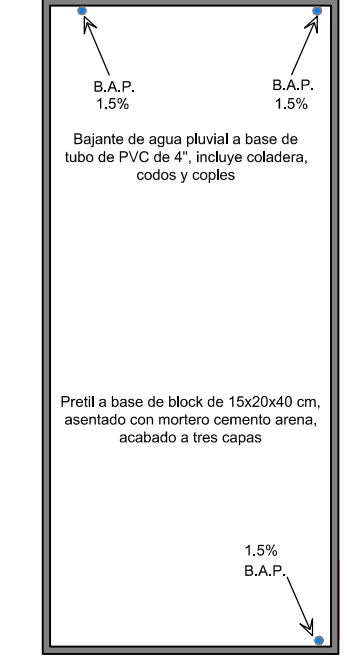 B.A.P.
1.5%
B.A.P.
1.5%
Bajante de agua pluvial a base de
tubo de PVC de 4", incluye coladera,
codos y coples
Pretil a base de block de 15x20x40 cm,
asentado con mortero cemento arena,
acabado a tres capas
1.5%
B.A.P.